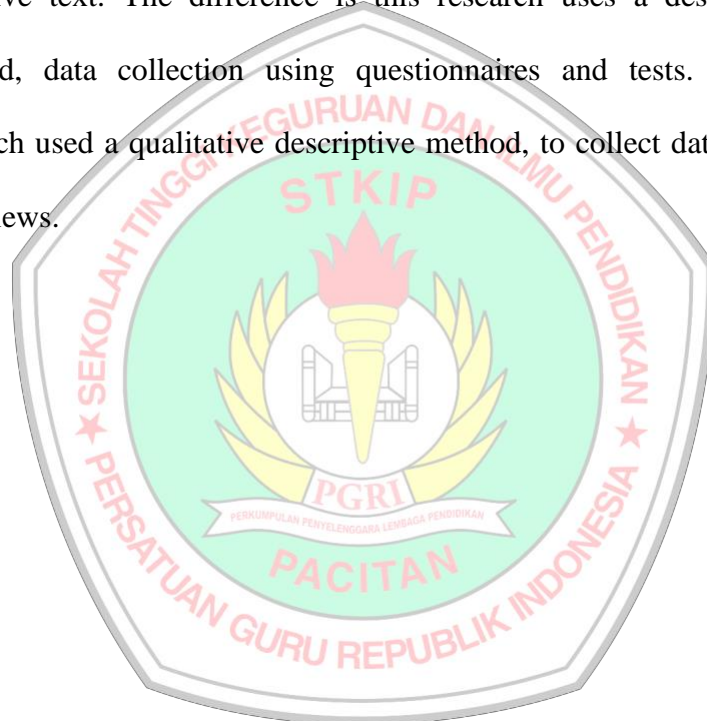 ive text. The difference is this research uses a des
d, data collection using questionnaires and tests.
ch used a qualitative descriptive method, to collect dat
iews.
SEKOLAH TINGGI KEGURUAN DAN ILMU PENDIDIKAN
STKIP
PGRI
PERKUMPULAN PENYELENGGARA LEMBAGA PENDIDIKAN
PACITAN
★ PERSATUAN GURU REPUBLIK INDONESIA ★